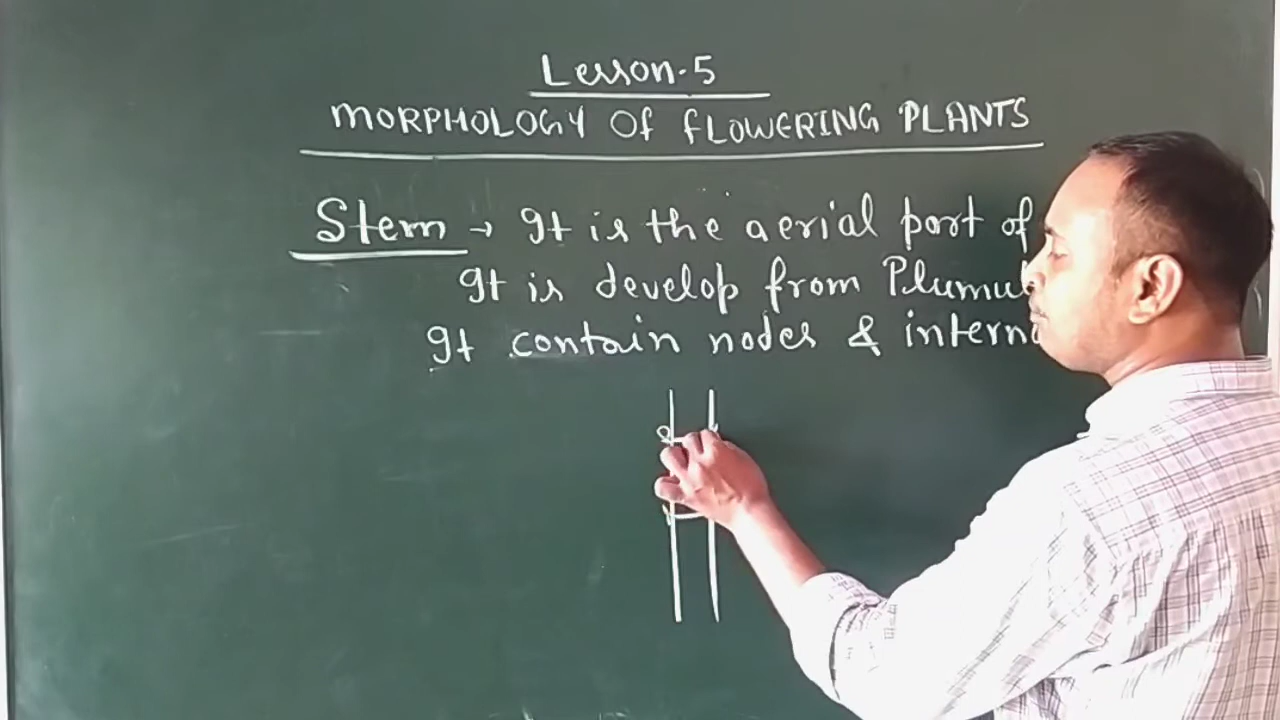 Lesson.5
MORPHOLOGY Of fLOWERING PLANTS
Stem → It is the aerial part of
It is develop from Plumul
It contain nodes & intern